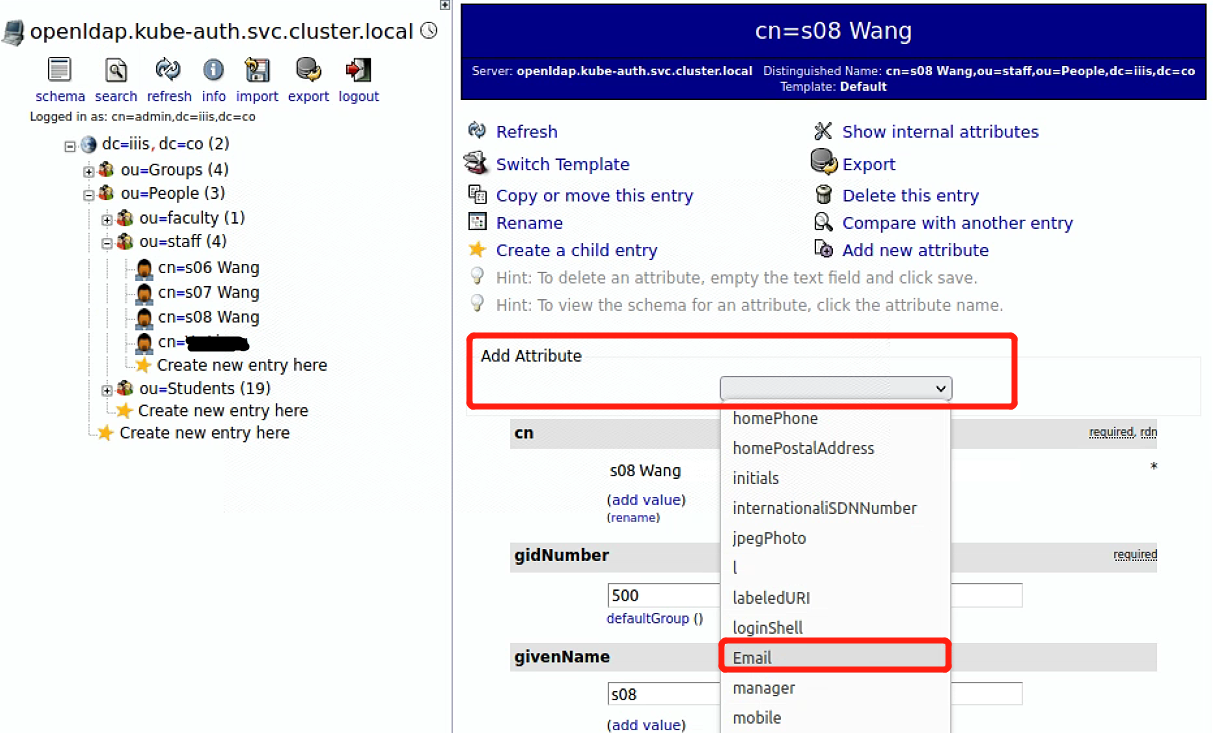 openldap.kube-auth.svc.cluster.local
schema search refresh info import export logout
Logged in as: cn=admin,dc=iiis,dc=co
dc=iiis, dc=co (2)
ou=Groups (4)
ou=People (3)
ou=faculty (1)
ou=staff (4)
cn=s06 Wang
cn=s07 Wang
cn=s08 Wang
cn=
Create new entry here
ou=Students (19)
Create new entry here
Create new entry here
cn=s08 Wang
Server: openldap.kube-auth.svc.cluster.local Distinguished Name: cn=s08 Wang,ou=staff,ou=People,dc=iiis,dc=co
Template: Default
Refresh Show internal attributes
Switch Template Export
Copy or move this entry Delete this entry
Rename Compare with another entry
Create a child entry Add new attribute
Hint: To delete an attribute, empty the text field and click save.
Hint: To view the schema for an attribute, click the attribute name.
Add Attribute
homePhone
homePostalAddress
initials
internationaliSDNNumber
jpegPhoto
l
labeledURI
loginShell
Email
manager
mobile
cn required, rdn
s08 Wang *
(add value)
(rename)
gidNumber required
500
defaultGroup ()
givenName
s08
(add value)